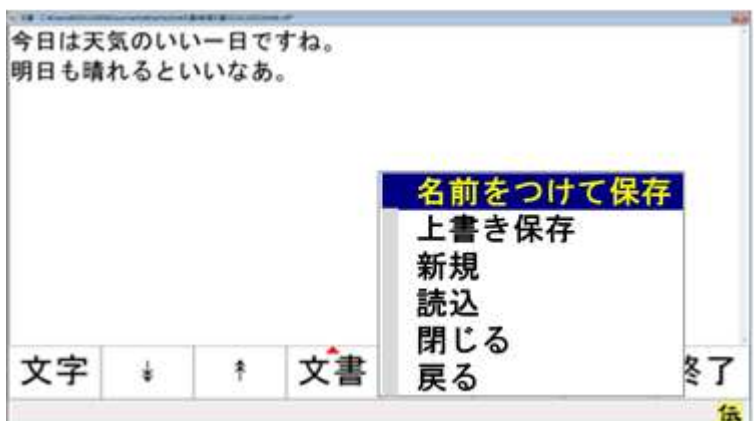 今日は天気のいい一日ですね。
明日も晴れるといいなあ。
名前をつけて保存
上書き保存
新規
読込
閉じる
戻る
文字 ↡ ↟ 文書 終了
伝